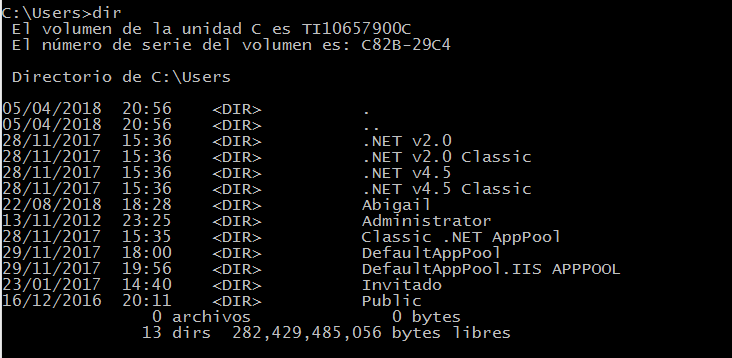 C:\Users>dir
El volumen de la unidad C es TI10657900C
El número de serie del volumen es: C82B-29C4
Directorio de C:\Users
05/04/2018 20:56 <DIR> .
05/04/2018 20:56 <DIR> ..
28/11/2017 15:36 <DIR> .NET v2.0
28/11/2017 15:36 <DIR> .NET v2.0 Classic
28/11/2017 15:36 <DIR> .NET v4.5
28/11/2017 15:36 <DIR> .NET v4.5 Classic
22/08/2018 18:28 <DIR> Abigail
13/11/2012 23:25 <DIR> Administrator
28/11/2017 15:35 <DIR> Classic .NET AppPool
29/11/2017 18:00 <DIR> DefaultAppPool
29/11/2017 19:56 <DIR> DefaultAppPool.IIS APPPOOL
23/01/2017 14:40 <DIR> Invitado
16/12/2016 20:11 <DIR> Public
0 archivos 0 bytes
13 dirs 282,429,485,056 bytes libres